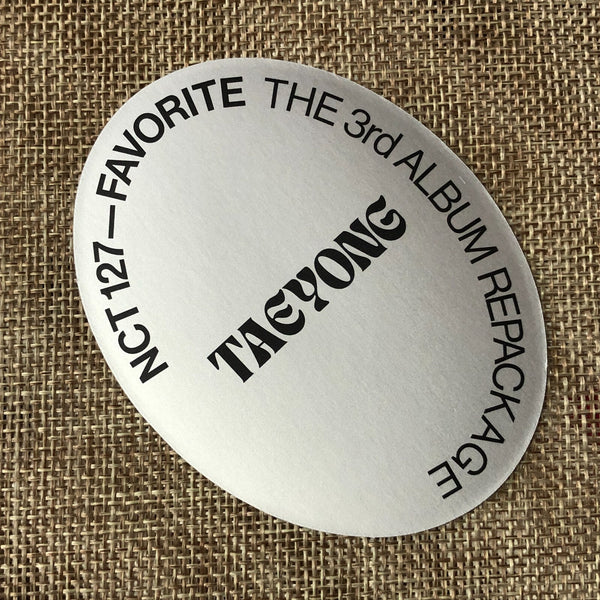 NCT 127—FAVORITE THE 3rd ALBUM REPACKAGE
TAEYONG